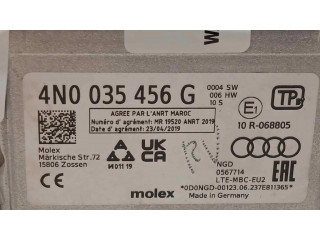 W
4N0 035 456 G
0004 SW
006 HW
10 S
TP
E1
10 R-068805
AGREE PAR L'ANRT MAROC
Numéro d'agrément: MR 19520 ANRT 2019
Date d'agrément: 23/04/2019
Molex
Märkische Str.72
15806 Zossen
M01119
UK
CA
EAC
NGD
0567714
LTE-MBC-EU2
*0D0NGD-00123.06.237E811365*
molex
Made in Germany